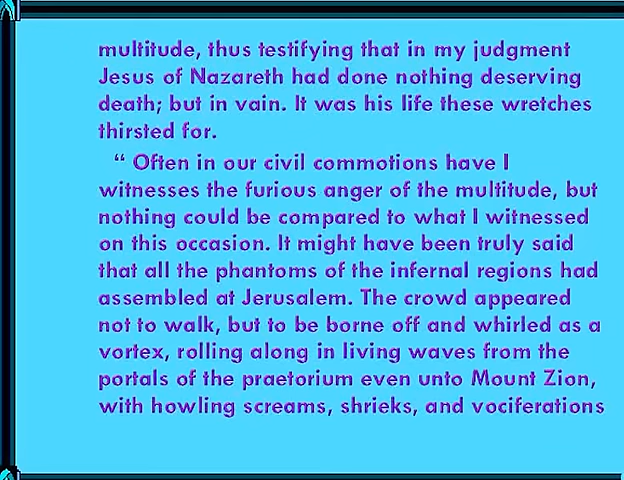 multitude, thus testifying that in my judgment
Jesus of Nazareth had done nothing deserving
death; but in vain. It was his life these wretches
thirsted for.
“ Often in our civil commotions have I
witnesses the furious anger of the multitude, but
nothing could be compared to what I witnessed
on this occasion. It might have been truly said
that all the phantoms of the infernal regions had
assembled at Jerusalem. The crowd appeared
not to walk, but to be borne off and whirled as a
vortex, rolling along in living waves from the
portals of the praetorium even unto Mount Zion,
with howling screams, shrieks, and vociferations